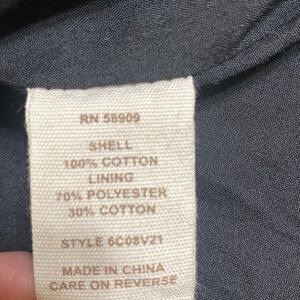 RN 58909
SHELL
100% COTTON
LINING
70% POLYESTER
30% COTTON
STYLE 6C08V21
MADE IN CHINA
CARE ON REVERSE